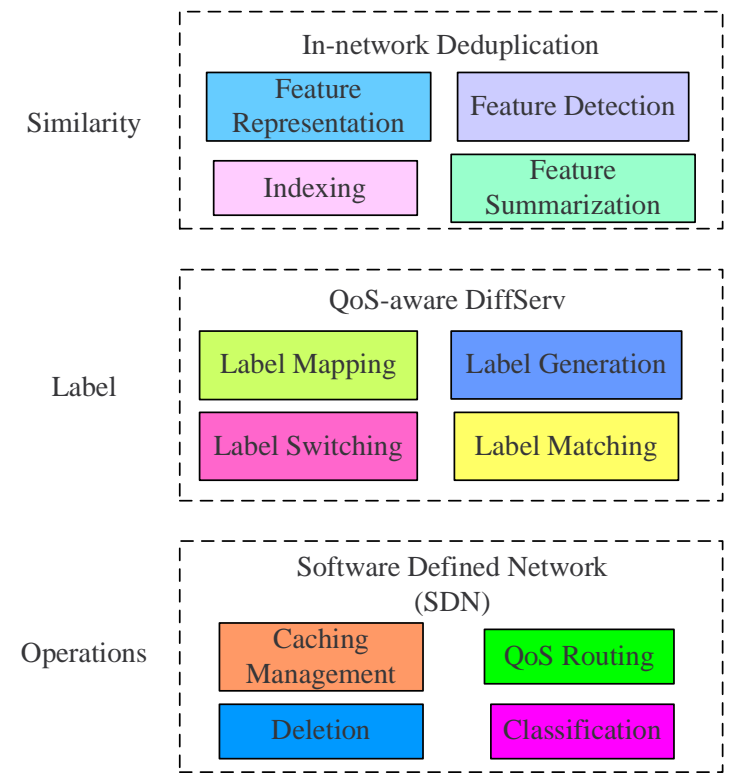 In-network Deduplication
Similarity
Feature
Representation
Feature Detection
Indexing
Feature
Summarization
QoS-aware DiffServ
Label
Label Mapping
Label Generation
Label Switching
Label Matching
Software Defined Network
(SDN)
Operations
Caching
Management
QoS Routing
Deletion
Classification